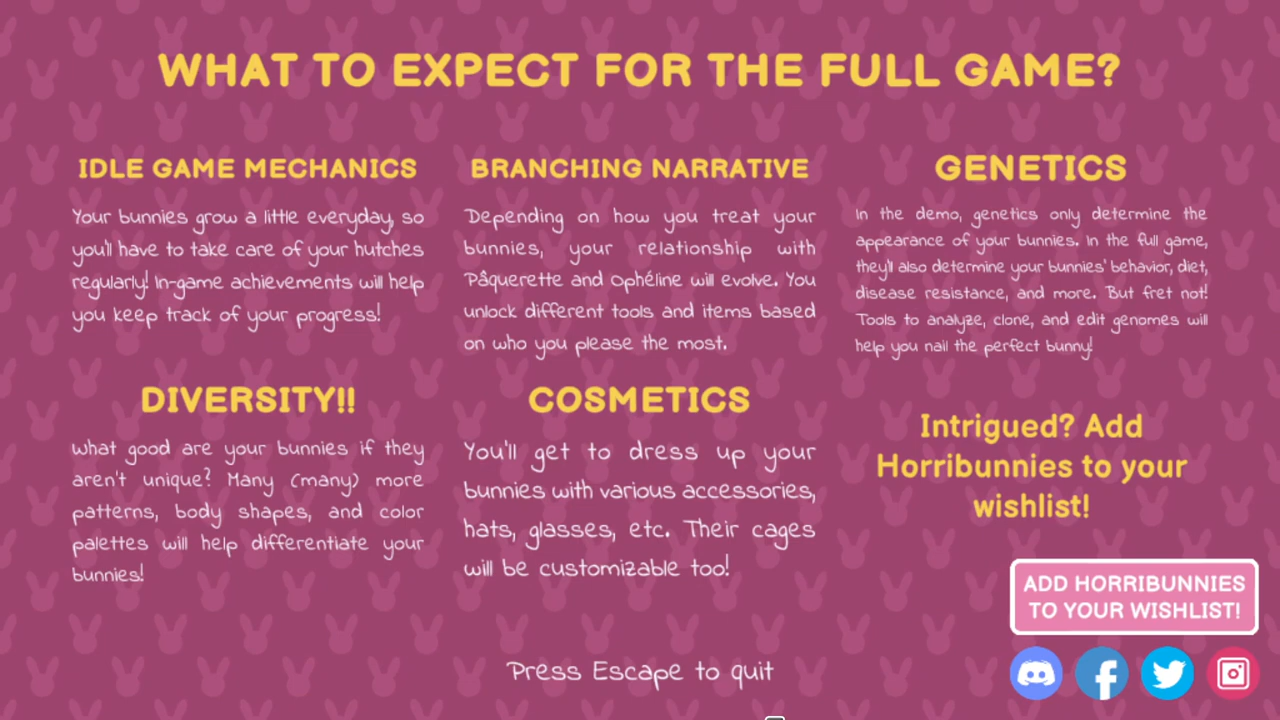 WHAT TO EXPECT FOR THE FULL GAME?
IDLE GAME MECHANICS
Your bunnies grow a little everyday, so
you'll have to take care of your hutches
regularly! In-game achievements will help
you keep track of your progress!
BRANCHING NARRATIVE
Depending on how you treat your
bunnies, your relationship with
Pâquerette and Ophéline will evolve. You
unlock different tools and items based
on who you please the most.
GENETICS
In the demo, genetics only determine the
appearance of your bunnies. In the full game,
they'll also determine your bunnies' behavior, diet,
disease resistance, and more. But fret not!
Tools to analyze, clone, and edit genomes will
help you nail the perfect bunny!
DIVERSITY!!
What good are your bunnies if they
aren't unique? Many (many) more
patterns, body shapes, and color
palettes will help differentiate your
bunnies!
COSMETICS
You'll get to dress up your
bunnies with various accessories,
hats, glasses, etc. Their cages
will be customizable too!
Intrigued? Add
Horribunnies to your
wishlist!
ADD HORRIBUNNIES
TO YOUR WISHLIST!
Press Escape to quit